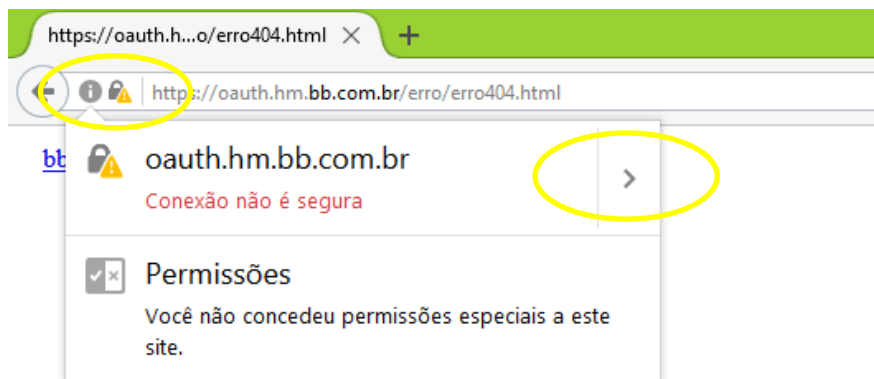 https://oauth.h...o/erro404.html
https://oauth.hm.bb.com.br/erro/erro404.html
bb
oauth.hm.bb.com.br
Conexão não é segura
Permissões
Você não concedeu permissões especiais a este
site.